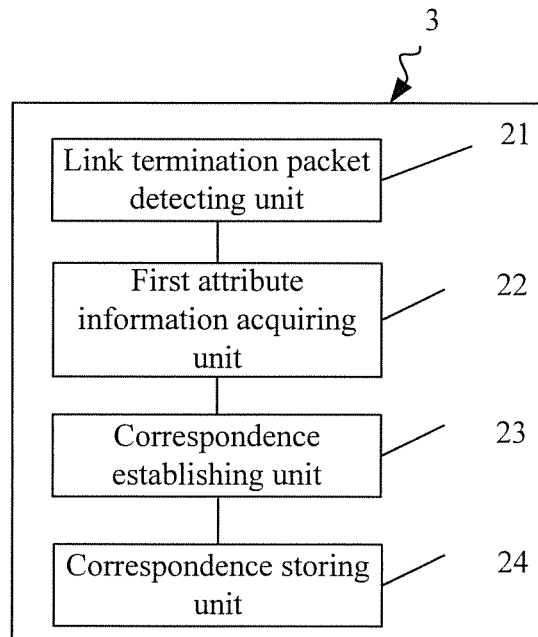 3
Link termination packet
detecting unit
21
First attribute
information acquiring
unit
22
Correspondence
establishing unit
23
Correspondence storing
unit
24